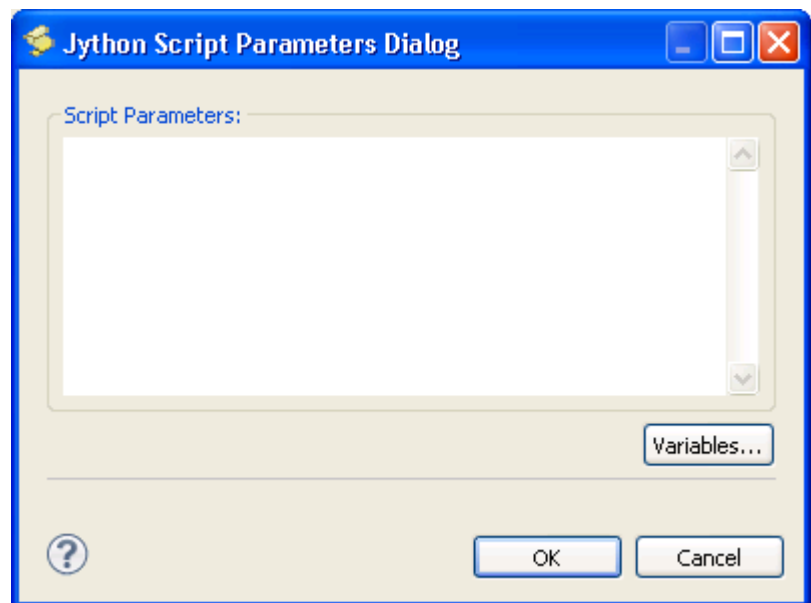 Jython Script Parameters Dialog
Script Parameters:
Variables...
?
OK Cancel